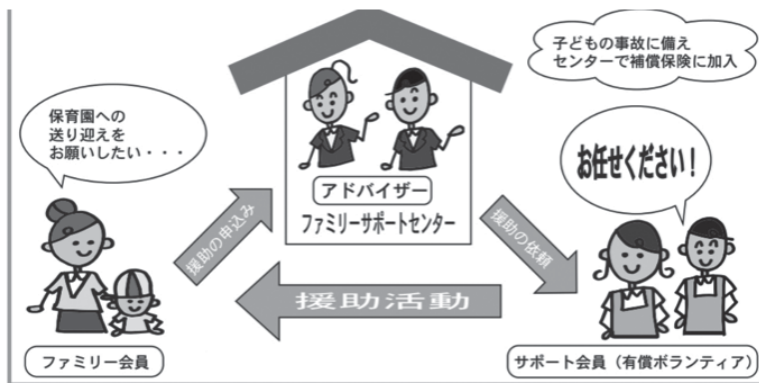 子どもの事故に備え
センターで補償保険に加入
保育園への
送り迎えを
お願いしたい・・・
お任せください！
アドバイザー
ファミリーサポートセンター
援助の申込み
援助の依頼
援助活動
ファミリー会員
サポート会員（有償ボランティア）